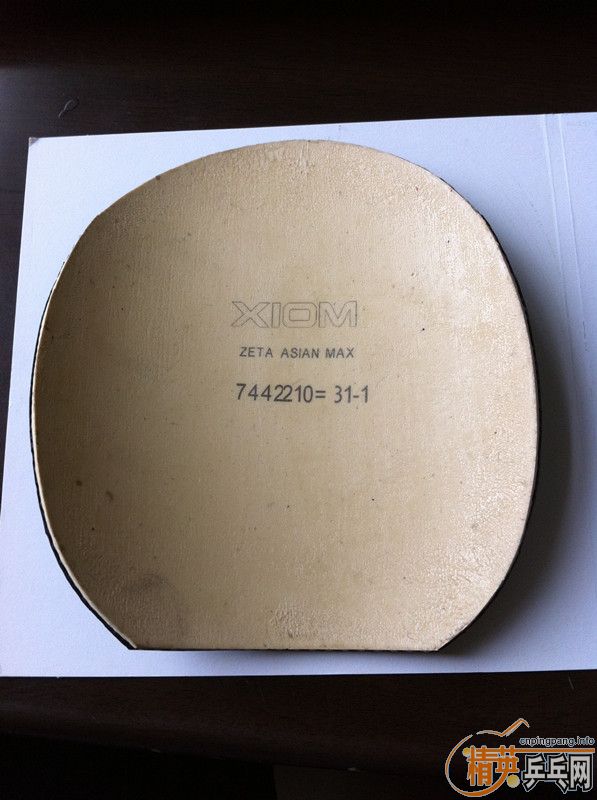 XIOM
ZETA ASIAN MAX
7442210= 31-1
cnpingpang.info
精英乒乓网